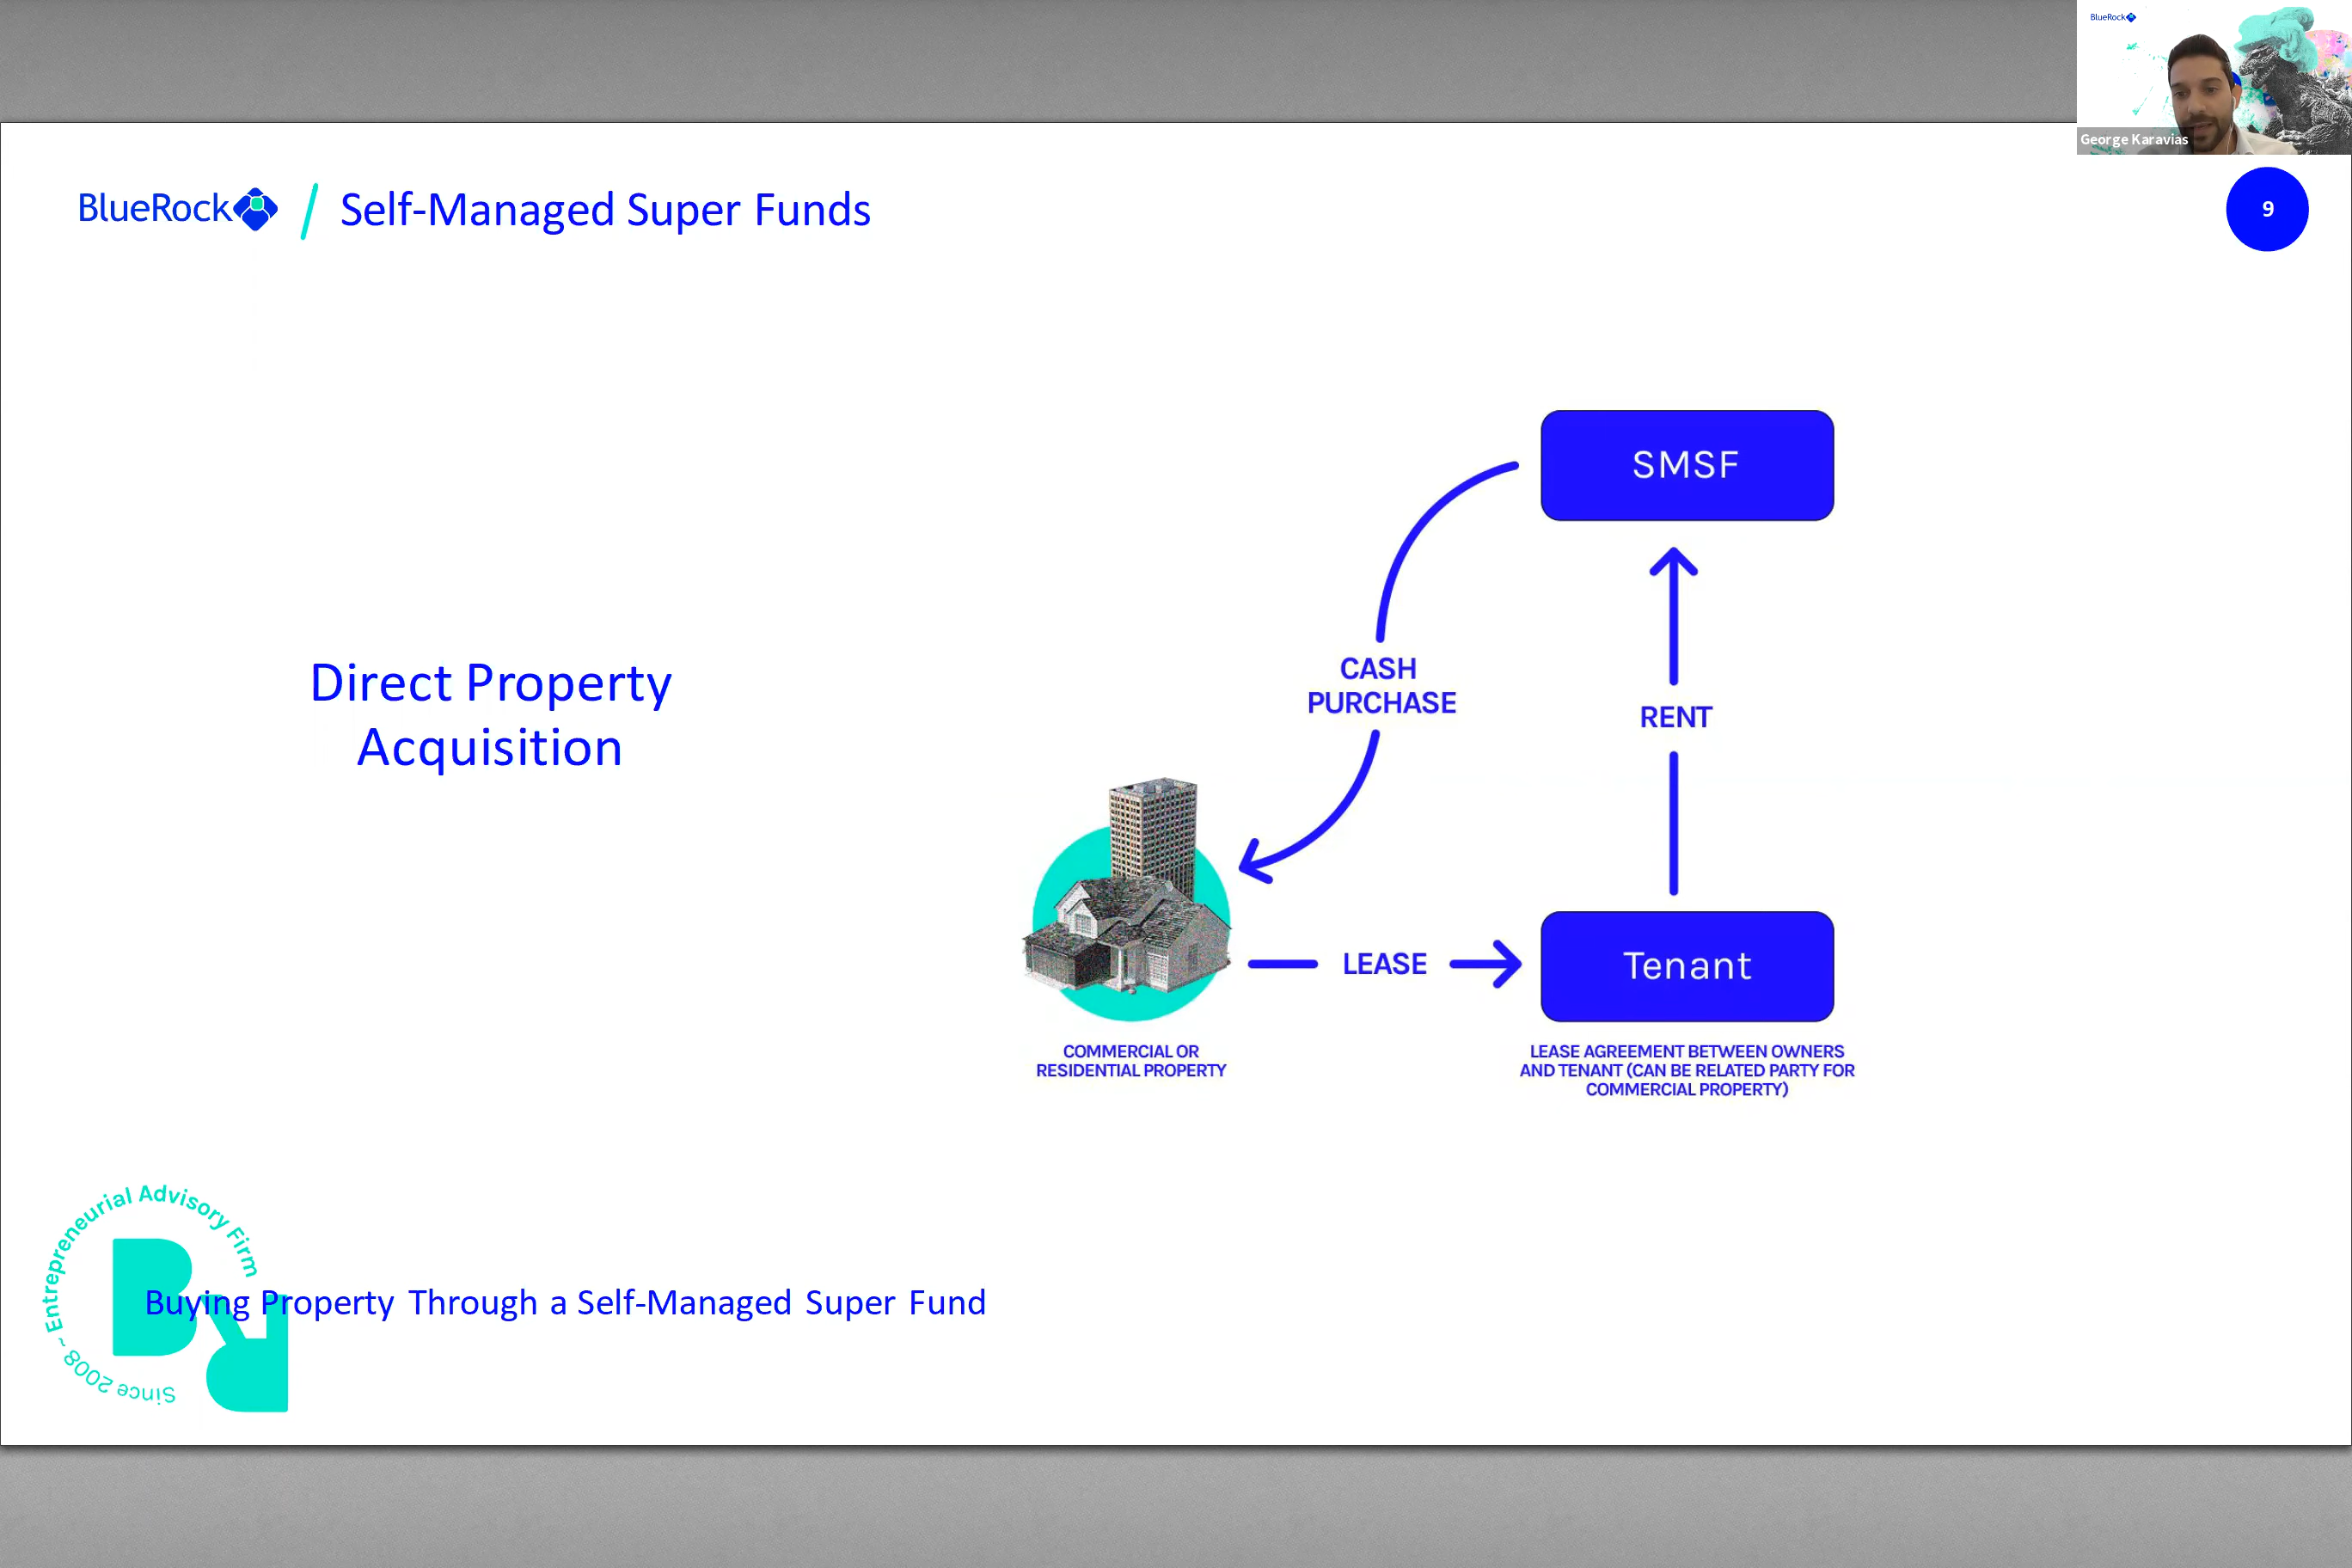 BlueRock
George Karavias
BlueRock / Self-Managed Super Funds
9
SMSF
CASH
PURCHASE
RENT
Direct Property
Acquisition
LEASE
Tenant
COMMERCIAL OR
RESIDENTIAL PROPERTY
LEASE AGREEMENT BETWEEN OWNERS
AND TENANT (CAN BE RELATED PARTY FOR
COMMERCIAL PROPERTY)
Entrepreneurial Advisory Firm
~ Since 2008
BR
Buying Property Through a Self-Managed Super Fund